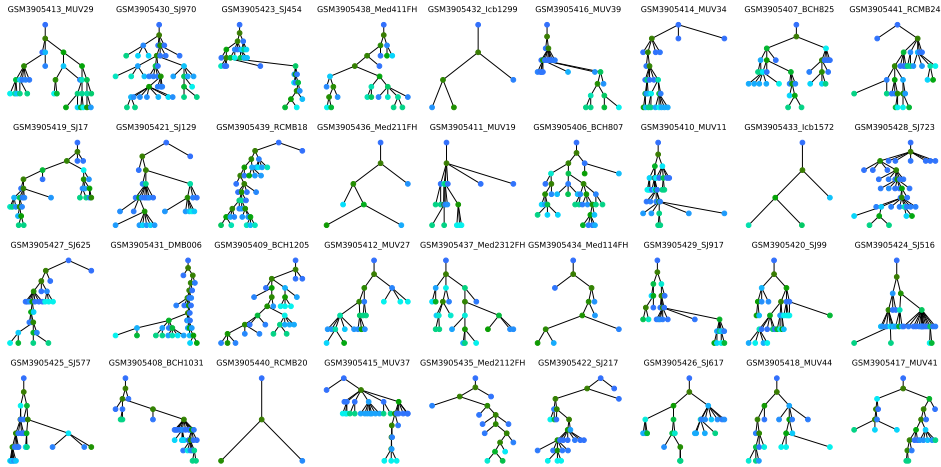 GSM3905413_MUV29 GSM3905430_SJ970 GSM3905423_SJ454 GSM3905438_Med411FH GSM3905432_Icb1299 GSM3905416_MUV39 GSM3905414_MUV34 GSM3905407_BCH825 GSM3905441_RCMB24
GSM3905419_SJ17 GSM3905421_SJ129 GSM3905439_RCMB18 GSM3905436_Med211FH GSM3905411_MUV19 GSM3905406_BCH807 GSM3905410_MUV11 GSM3905433_Icb1572 GSM3905428_SJ723
GSM3905427_SJ625 GSM3905431_DMB006 GSM3905409_BCH1205 GSM3905412_MUV27 GSM3905437_Med2312FH GSM3905434_Med114FH GSM3905429_SJ917 GSM3905420_SJ99 GSM3905424_SJ516
GSM3905425_SJ577 GSM3905408_BCH1031 GSM3905440_RCMB20 GSM3905415_MUV37 GSM3905435_Med2112FH GSM3905422_SJ217 GSM3905426_SJ617 GSM3905418_MUV44 GSM3905417_MUV41